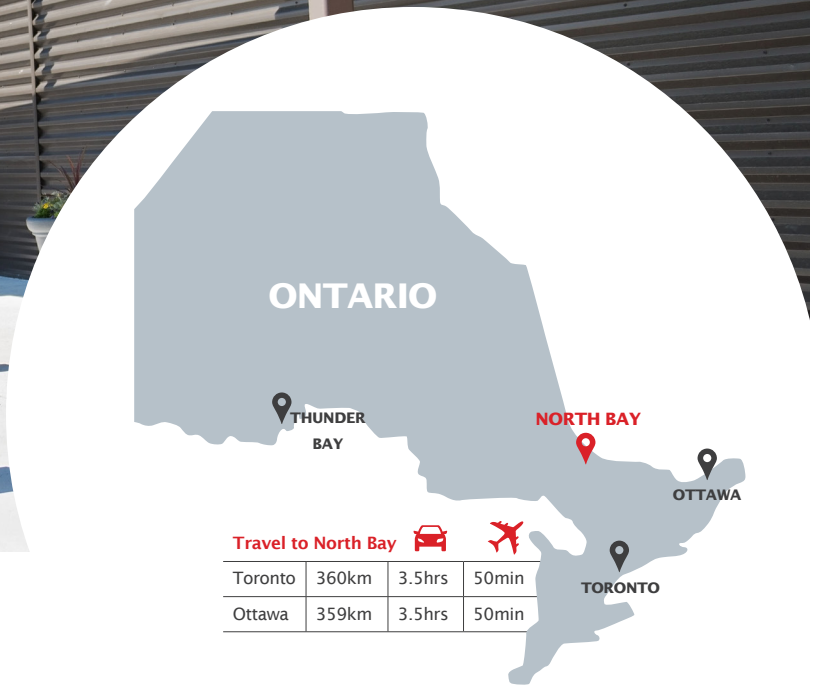 ONTARIO
THUNDER
BAY
NORTH BAY
OTTAWA
Travel to North Bay
Toronto 360km 3.5hrs 50min
Ottawa 359km 3.5hrs 50min
TORONTO